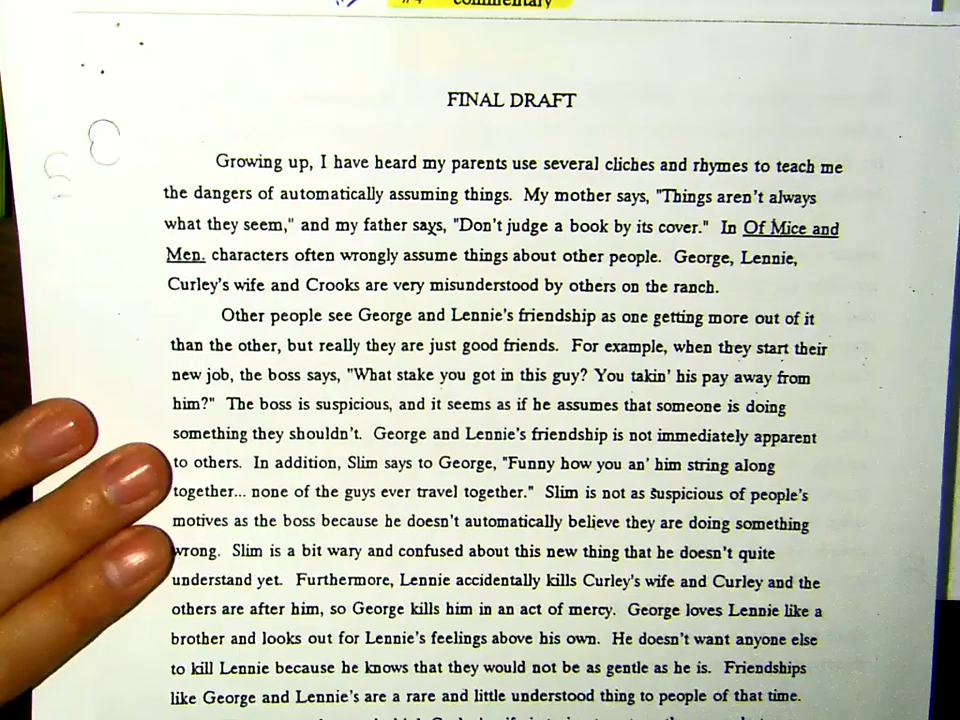 #4 commentary
FINAL DRAFT
Growing up, I have heard my parents use several cliches and rhymes to teach me
the dangers of automatically assuming things. My mother says, "Things aren't always
what they seem," and my father says, "Don't judge a book by its cover." In Of Mice and
Men. characters often wrongly assume things about other people. George, Lennie,
Curley's wife and Crooks are very misunderstood by others on the ranch.
Other people see George and Lennie's friendship as one getting more out of it
than the other, but really they are just good friends. For example, when they start their
new job, the boss says, "What stake you got in this guy? You takin' his pay away from
him?" The boss is suspicious, and it seems as if he assumes that someone is doing
something they shouldn't. George and Lennie's friendship is not immediately apparent
to others. In addition, Slim says to George, "Funny how you an' him string along
together... none of the guys ever travel together." Slim is not as suspicious of people's
motives as the boss because he doesn't automatically believe they are doing something
wrong. Slim is a bit wary and confused about this new thing that he doesn't quite
understand yet. Furthermore, Lennie accidentally kills Curley's wife and Curley and the
others are after him, so George kills him in an act of mercy. George loves Lennie like a
brother and looks out for Lennie's feelings above his own. He doesn't want anyone else
to kill Lennie because he knows that they would not be as gentle as he is. Friendships
like George and Lennie's are a rare and little understood thing to people of that time.